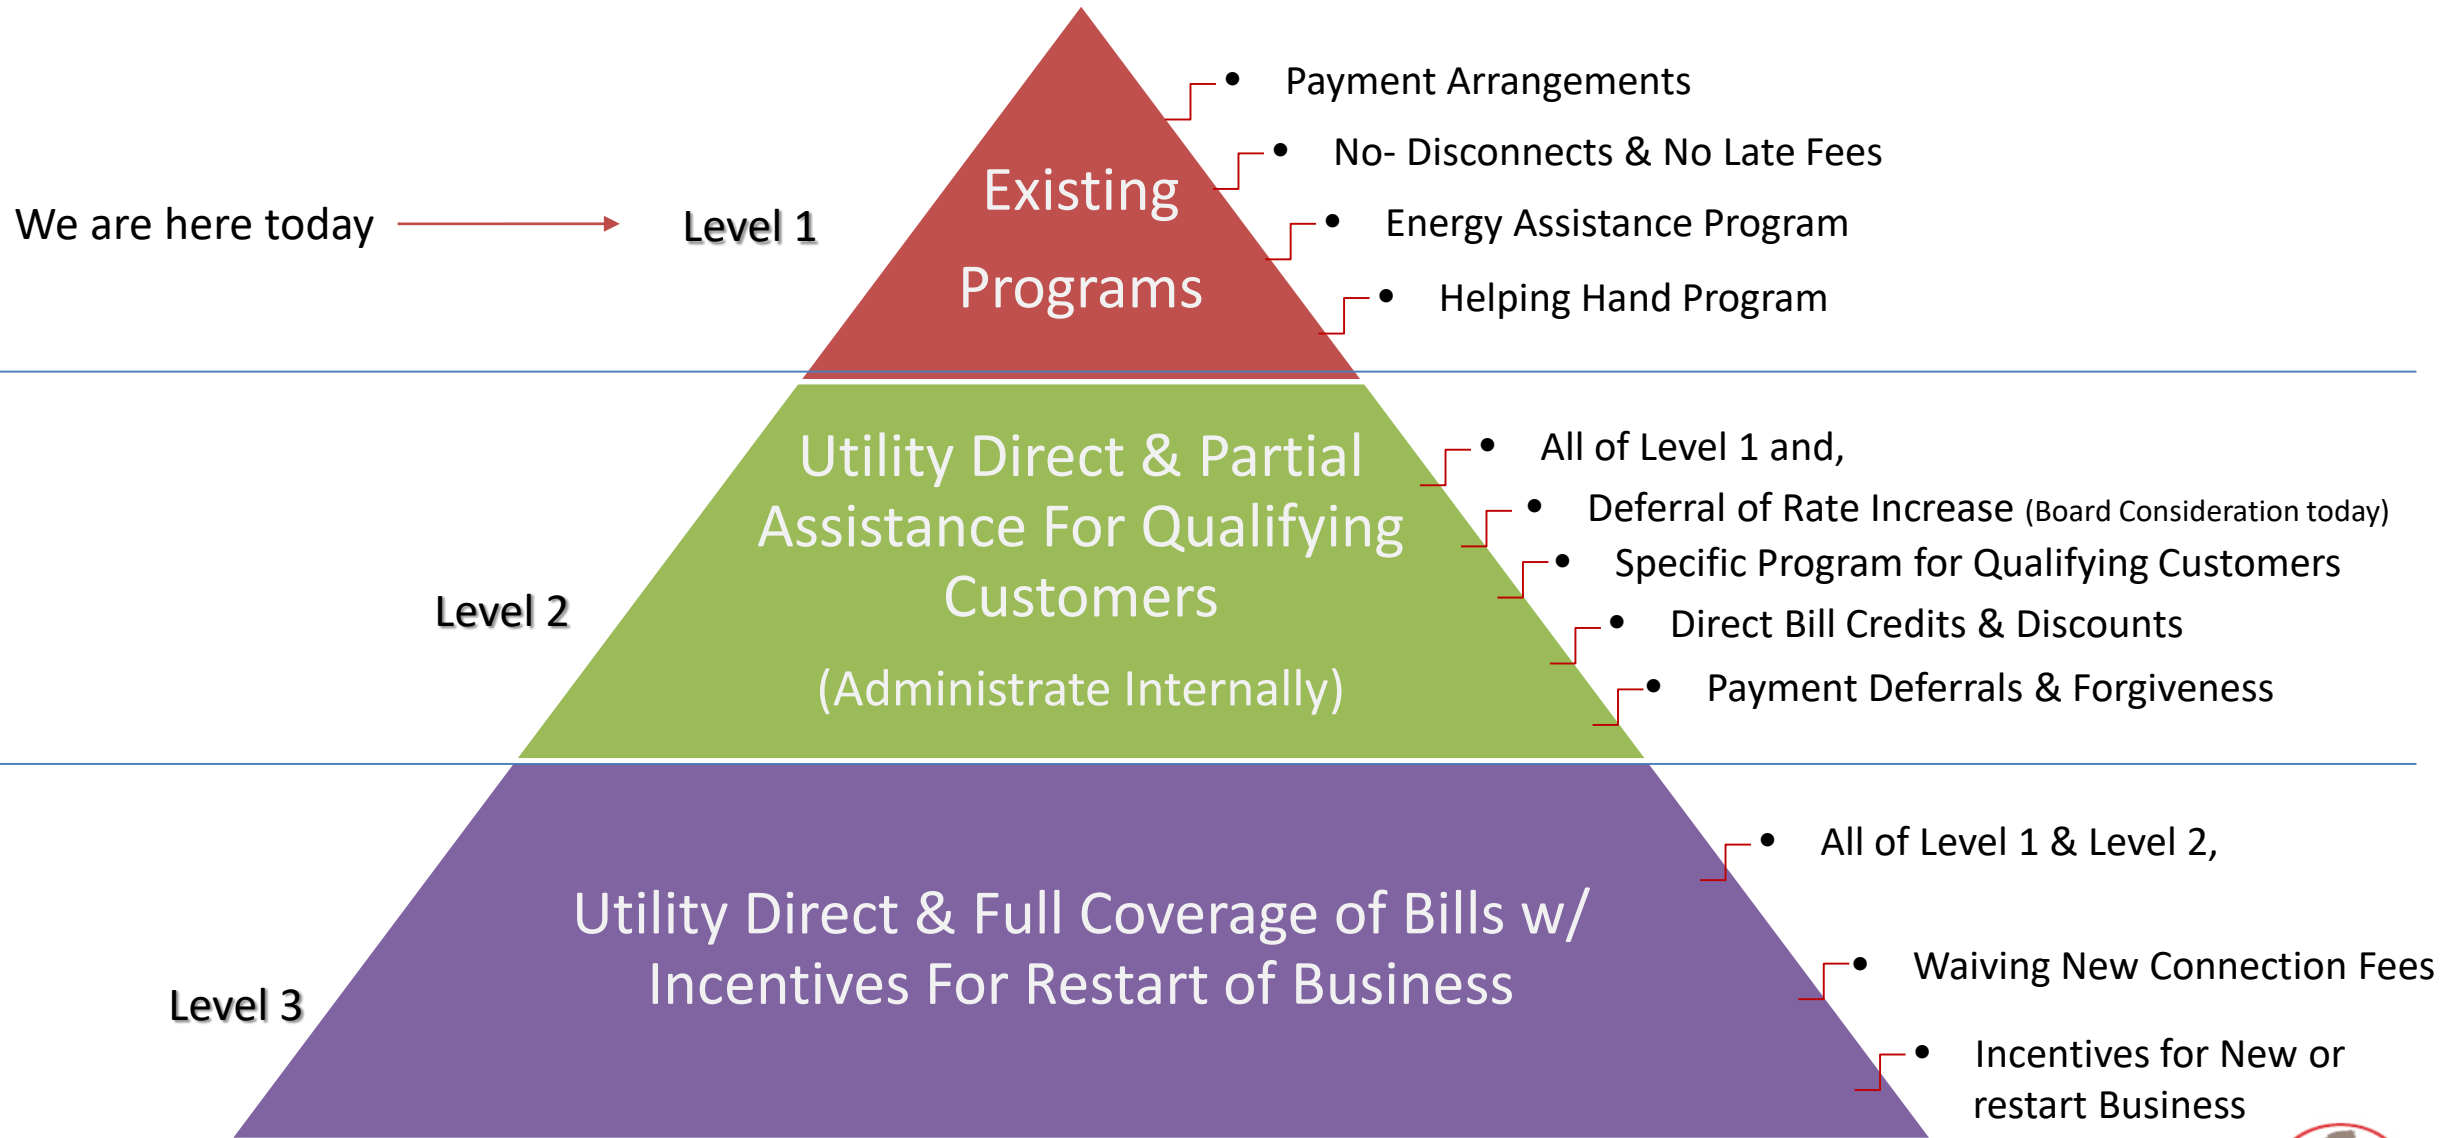 We are here today
Level 1
Existing
Programs
• Payment Arrangements
• No- Disconnects & No Late Fees
• Energy Assistance Program
• Helping Hand Program
Level 2
Utility Direct & Partial
Assistance For Qualifying
Customers
(Administrate Internally)
• All of Level 1 and,
• Deferral of Rate Increase (Board Consideration today)
• Specific Program for Qualifying Customers
• Direct Bill Credits & Discounts
• Payment Deferrals & Forgiveness
Level 3
Utility Direct & Full Coverage of Bills w/
Incentives For Restart of Business
• All of Level 1 & Level 2,
• Waiving New Connection Fees
• Incentives for New or
restart Business